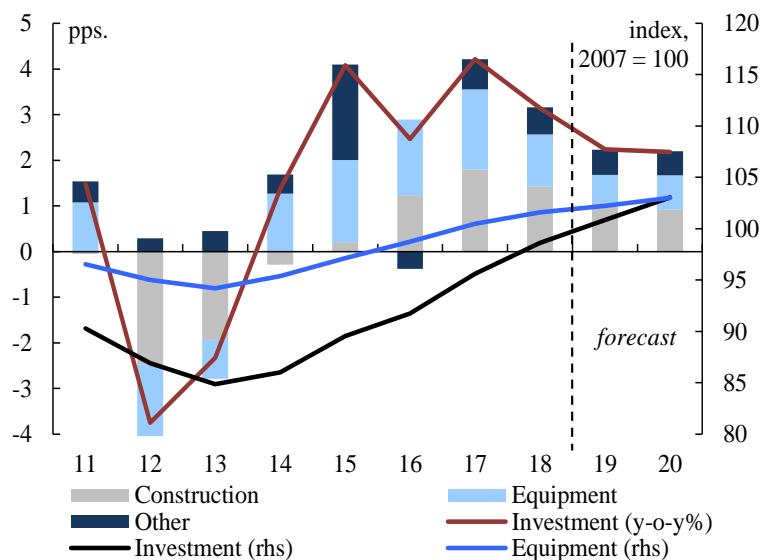 pps.
index,
2007 = 100
5
4
3
2
1
0
-1
-2
-3
-4
120
115
110
105
100
95
90
85
80
forecast
11 12 13 14 15 16 17 18 19 20
Construction Equipment
Other Investment (y-o-y%)
Investment (rhs) Equipment (rhs)